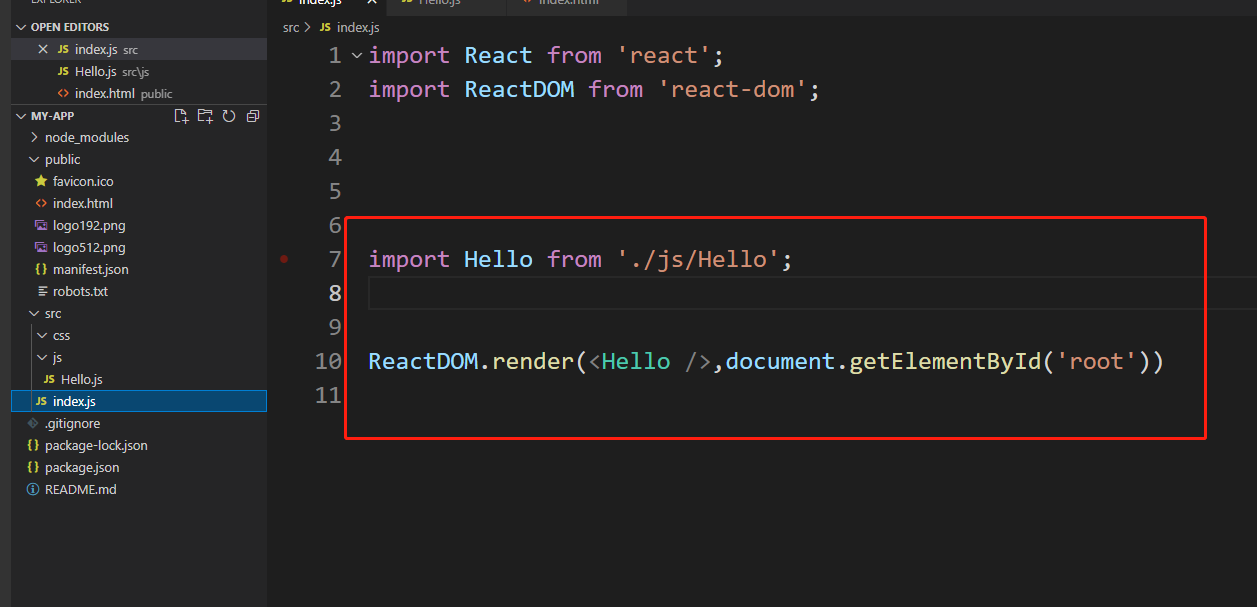 EXPLORER
OPEN EDITORS
JS index.js src
JS Hello.js src\js
<> index.html public
MY-APP
node_modules
public
favicon.ico
<> index.html
logo192.png
logo512.png
{} manifest.json
robots.txt
src
css
js
JS Hello.js
JS index.js
.gitignore
{} package-lock.json
{} package.json
README.md
JS index.js
JS Hello.js
<> index.html
src > JS index.js
1 import React from 'react';
2 import ReactDOM from 'react-dom';
3
4
5
6
7 import Hello from './js/Hello';
8
9
10 ReactDOM.render(<Hello />,document.getElementById('root'))
11